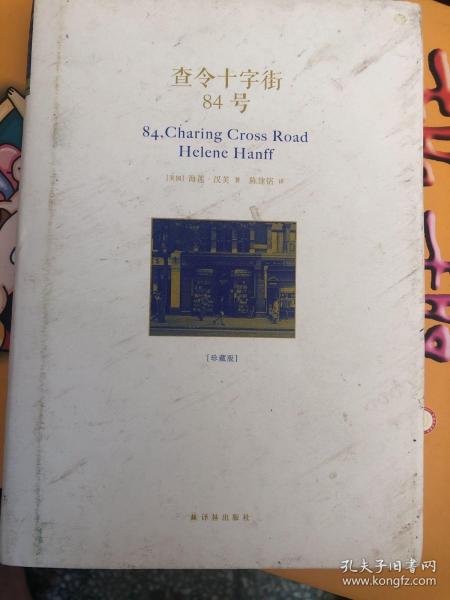 查令十字街
84号
84, Charing Cross Road
Helene Hanff
[美国] 海莲·汉芙 著 陈建铭 译
[珍藏版]
译林出版社
孔夫子旧书网
www.kongfz.com